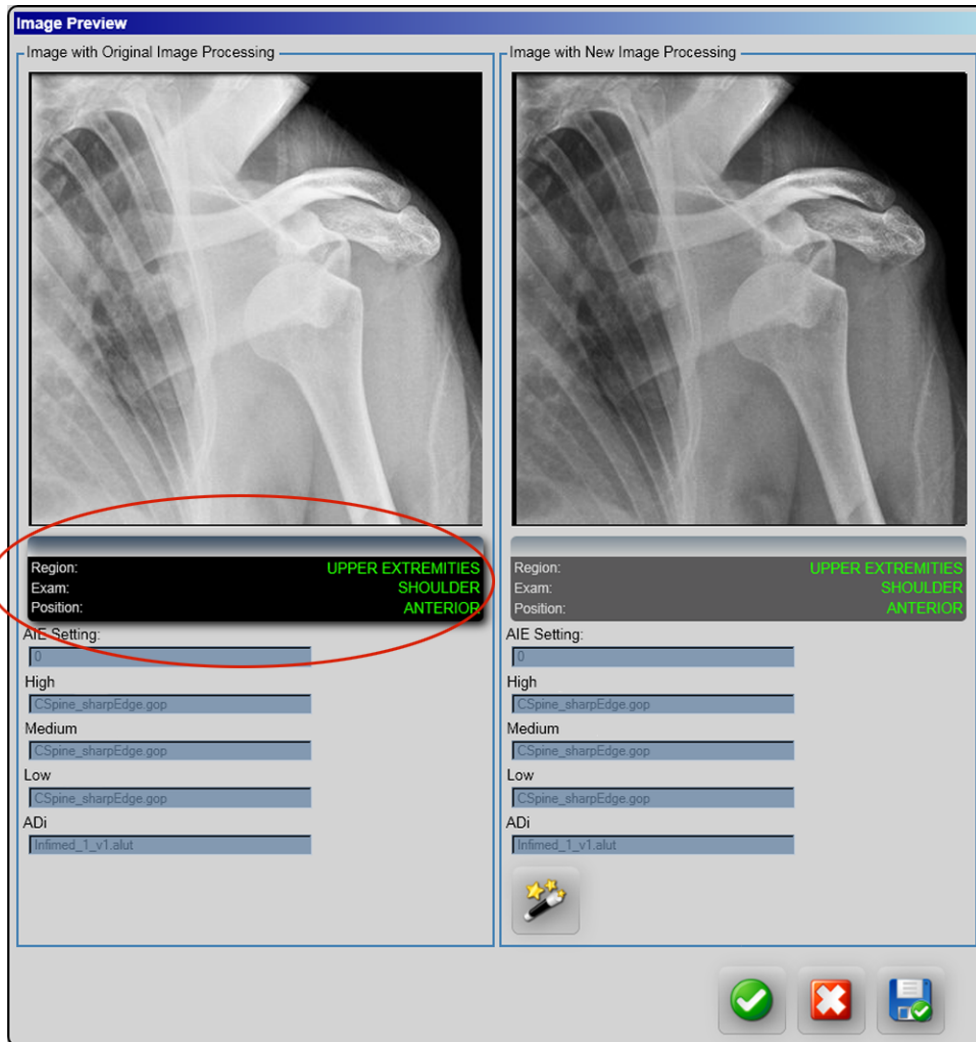 Image Preview
Image with Original Image Processing
Region: UPPER EXTREMITIES
Exam: SHOULDER
Position: ANTERIOR
AIE Setting:
0
High
CSpine_sharpEdge.gop
Medium
CSpine_sharpEdge.gop
Low
CSpine_sharpEdge.gop
ADi
Infimed_1_v1.alut
Image with New Image Processing
Region: UPPER EXTREMITIES
Exam: SHOULDER
Position: ANTERIOR
AIE Setting:
0
High
CSpine_sharpEdge.gop
Medium
CSpine_sharpEdge.gop
Low
CSpine_sharpEdge.gop
ADi
Infimed_1_v1.alut